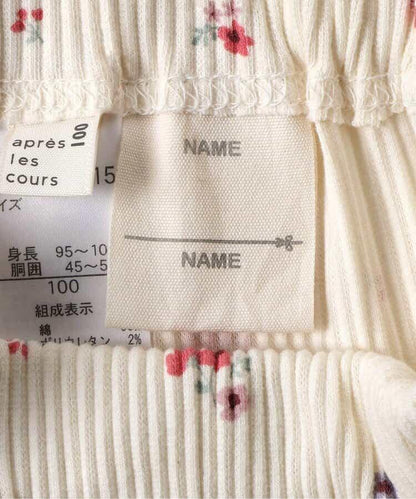 après
les
cours
100
NAME
NAME
15
イズ
身長 95～10
胴囲 45～5
100
組成表示
綿
ポリウレタン 2%